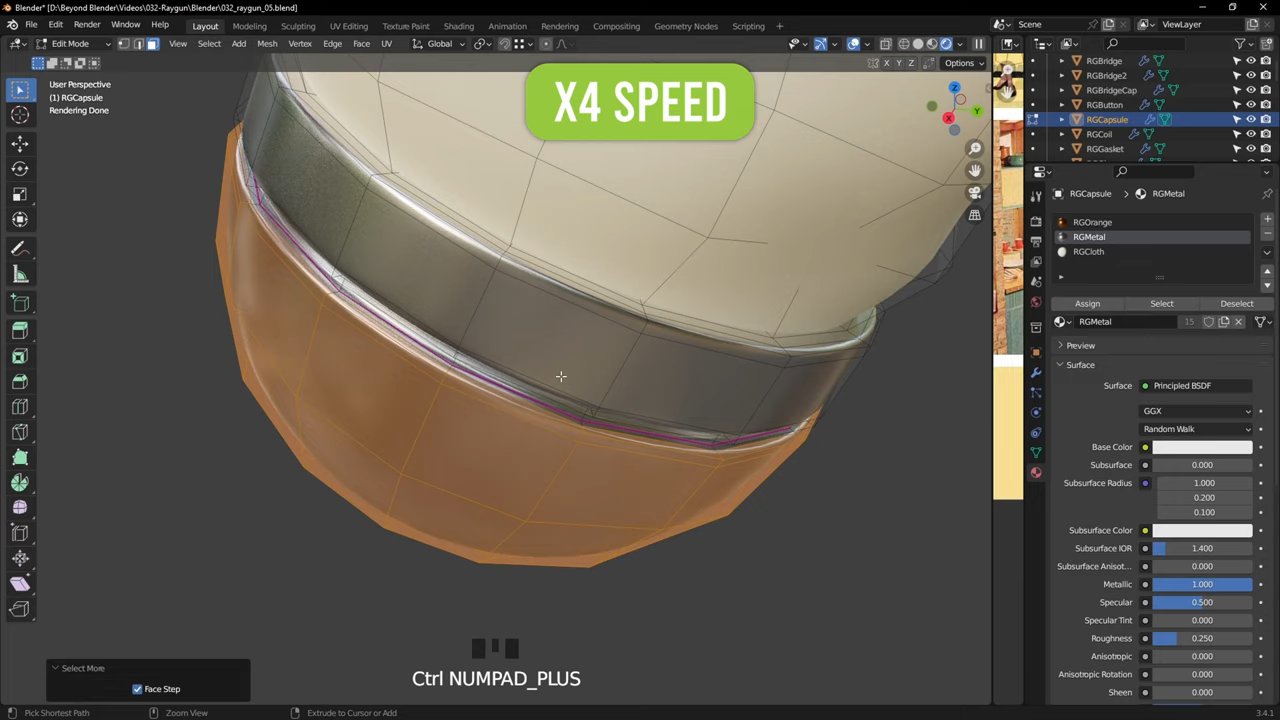 Blender* [D:\Beyond Blender\Videos\032-Raygun\Blender\032_raygun_05.blend]
File Edit Render Window Help Layout Modeling Sculpting UV Editing Texture Paint Shading Animation Rendering Compositing Geometry Nodes Scripting Scene ViewLayer
Edit Mode View Select Add Mesh Vertex Edge Face UV Global
X Y Z Options
User Perspective
(1) RGCapsule
Rendering Done
X4 SPEED
Z
Y
X
RGBridge
RGBridge2
RGBridgeCap
RGButton
RGCapsule
RGCoil
RGGasket
RGCapsule RGMetal
RGOrange
RGMetal
RGCloth
Assign Select Deselect
RGMetal 15
Preview
Surface
Surface Principled BSDF
GGX
Random Walk
Base Color
Subsurface 0.000
Subsurface Radius 1.000
0.200
0.100
Subsurface Color
Subsurface IOR 1.400
Subsurface Anisot... 0.000
Metallic 1.000
Specular 0.500
Specular Tint 0.000
Roughness 0.250
Anisotropic 0.000
Anisotropic Rotation 0.000
Sheen 0.000
Select More
Face Step
Ctrl NUMPAD_PLUS
Pick Shortest Path Zoom View Extrude to Cursor or Add 3.4.1